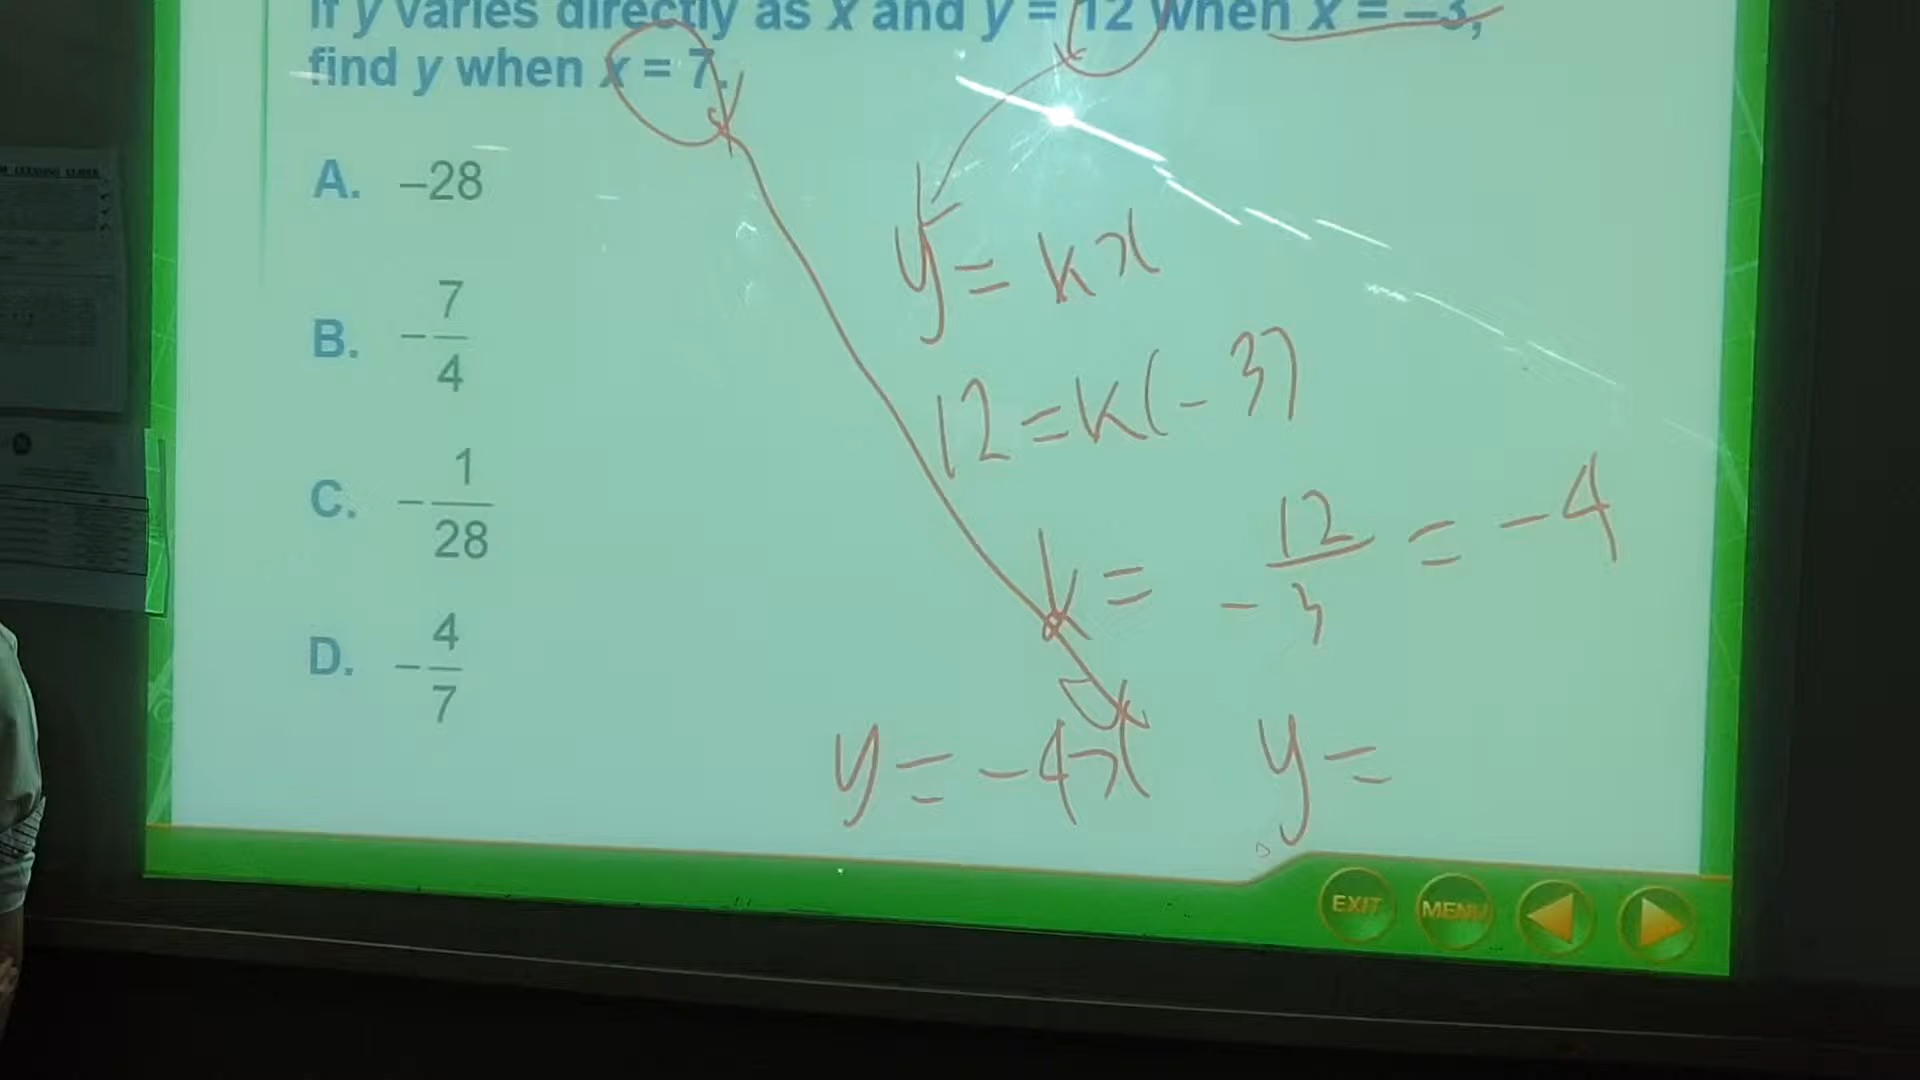 If y varies directly as x and y = 12 when x = –3,
find y when x = 7.
A. –28
B. -7/4
C. -1/28
D. -4/7
y = kx
12 = k(-3)
k = 12/-3 = -4
y = -4x y =
EXIT MENU